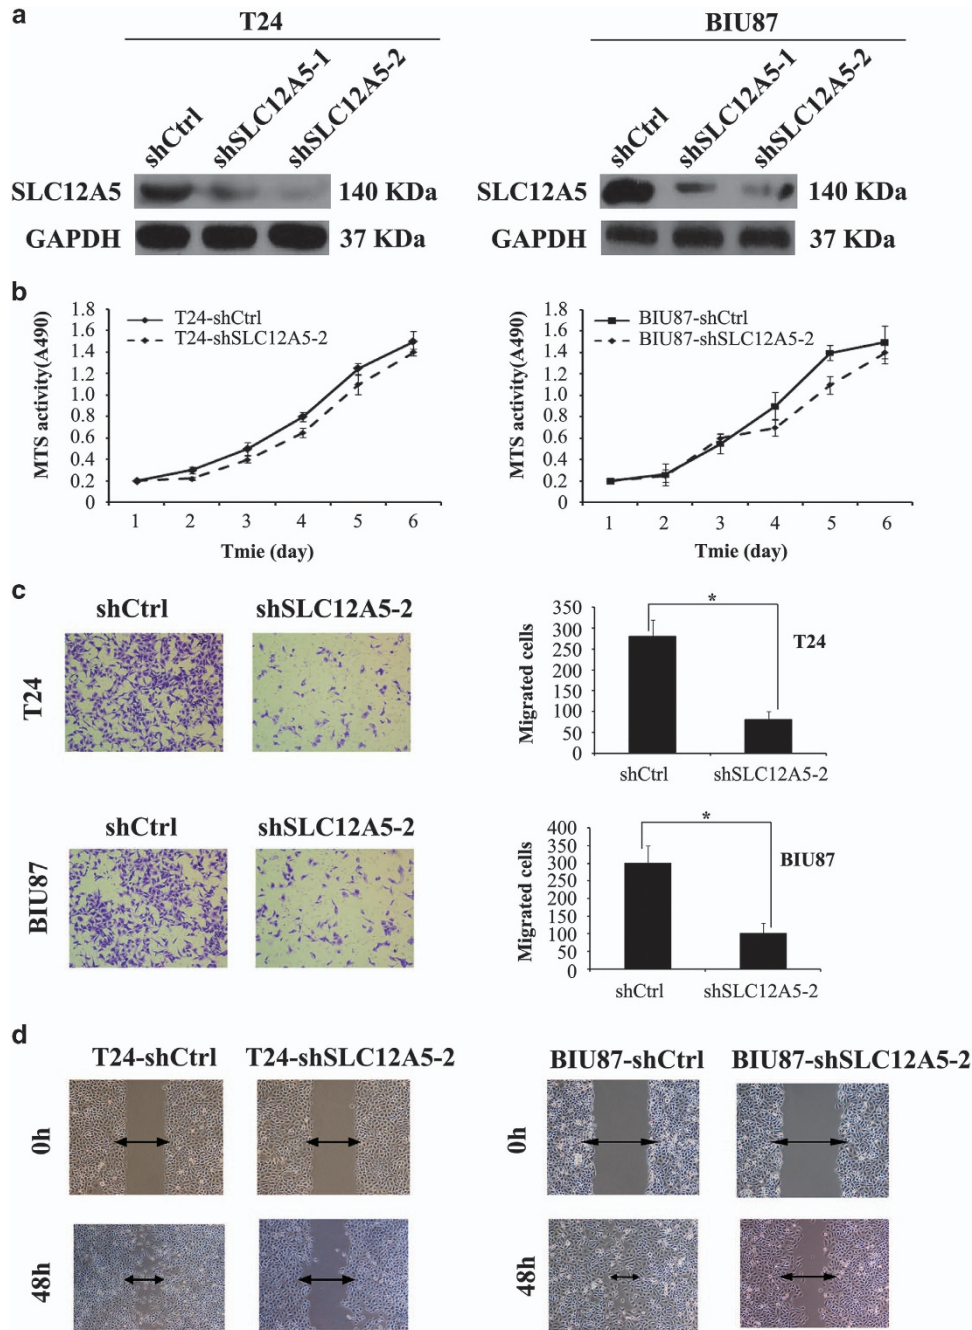 a
T24
BIU87
shCtrl
shSLC12A5-1
shSLC12A5-2
shCtrl
shSLC12A5-1
shSLC12A5-2
SLC12A5
140 KDa
SLC12A5
140 KDa
GAPDH
37 KDa
GAPDH
37 KDa
b
MTS activity(A490)
1.8
1.6
1.4
1.2
1.0
0.8
0.6
0.4
0.2
0
T24-shCtrl
T24-shSLC12A5-2
1 2 3 4 5 6
Tmie (day)
MTS activity(A490)
1.8
1.6
1.4
1.2
1.0
0.8
0.6
0.4
0.2
0
BIU87-shCtrl
BIU87-shSLC12A5-2
1 2 3 4 5 6
Tmie (day)
c
shCtrl
shSLC12A5-2
T24
Migrated cells
350
300
250
200
150
100
50
0
*
T24
shCtrl
shSLC12A5-2
shCtrl
shSLC12A5-2
BIU87
Migrated cells
400
350
300
250
200
150
100
50
0
*
BIU87
shCtrl
shSLC12A5-2
d
T24-shCtrl
T24-shSLC12A5-2
BIU87-shCtrl
BIU87-shSLC12A5-2
0h
0h
48h
48h